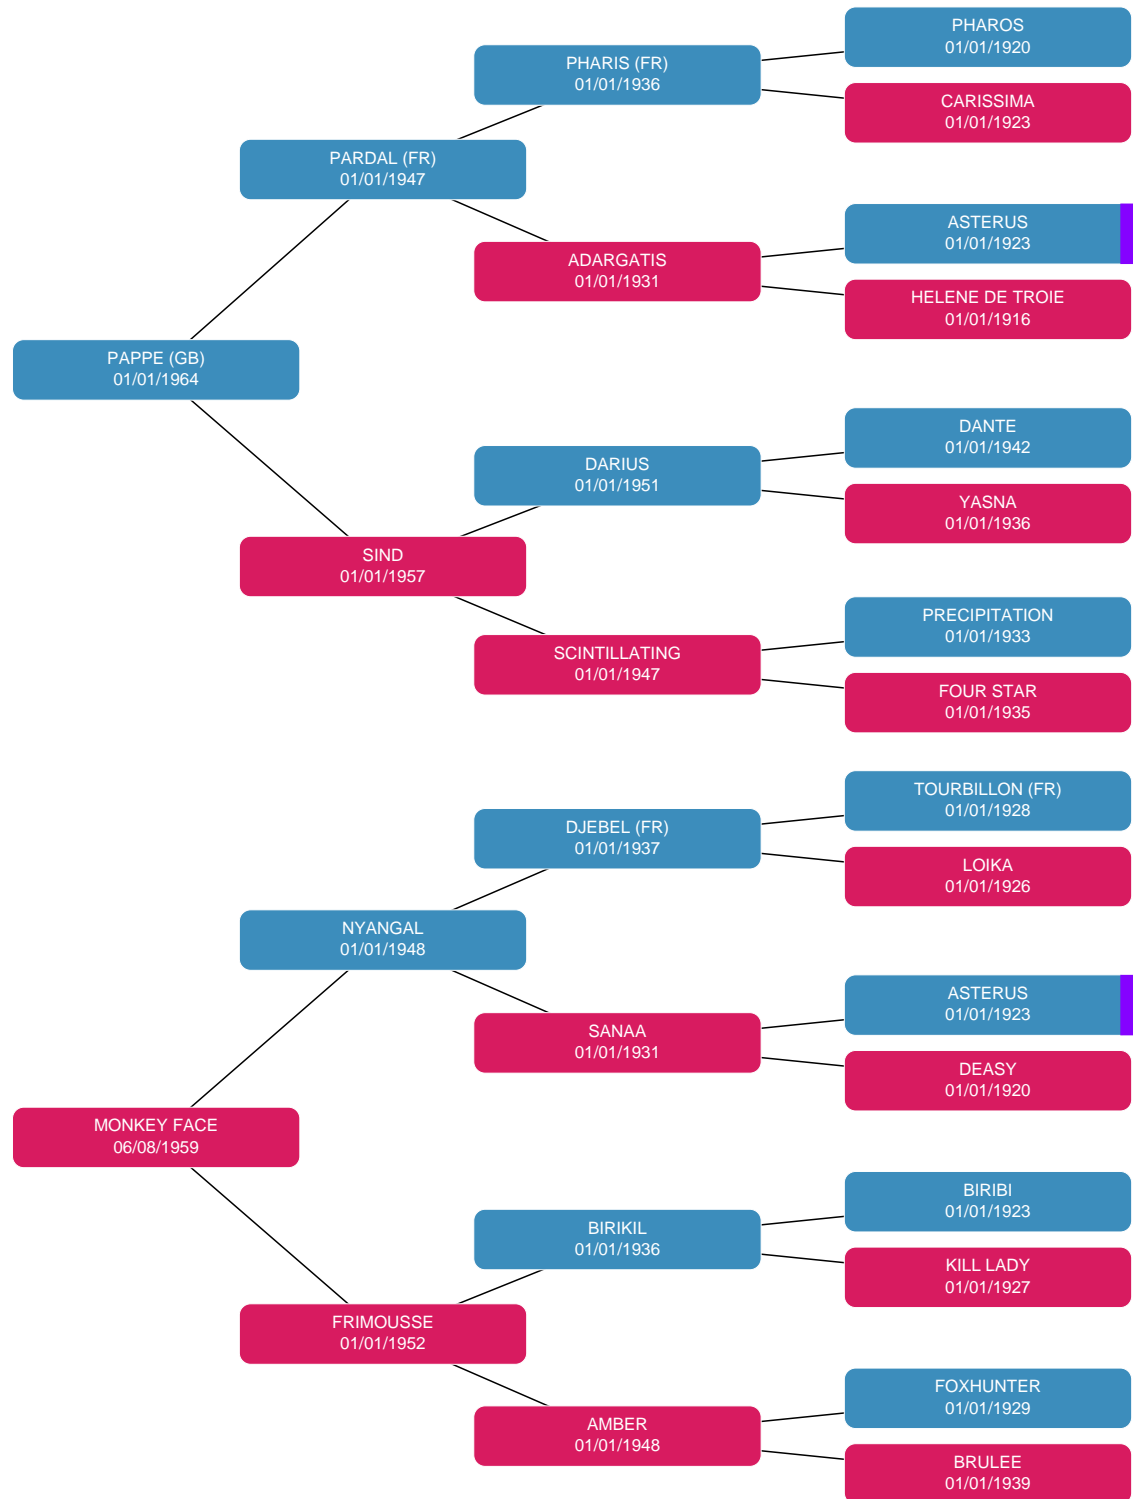 PHAROS
01/01/1920
PHARIS (FR)
01/01/1936
CARISSIMA
01/01/1923
PARDAL (FR)
01/01/1947
ASTERUS
01/01/1923
ADARGATIS
01/01/1931
HELENE DE TROIE
01/01/1916
PAPPE (GB)
01/01/1964
DANTE
01/01/1942
DARIUS
01/01/1951
YASNA
01/01/1936
SIND
01/01/1957
PRECIPITATION
01/01/1933
SCINTILLATING
01/01/1947
FOUR STAR
01/01/1935
TOURBILLON (FR)
01/01/1928
DJEBEL (FR)
01/01/1937
LOIKA
01/01/1926
NYANGAL
01/01/1948
ASTERUS
01/01/1923
SANAA
01/01/1931
DEASY
01/01/1920
MONKEY FACE
06/08/1959
BIRIBI
01/01/1923
BIRIKIL
01/01/1936
KILL LADY
01/01/1927
FRIMOUSSE
01/01/1952
FOXHUNTER
01/01/1929
AMBER
01/01/1948
BRULEE
01/01/1939